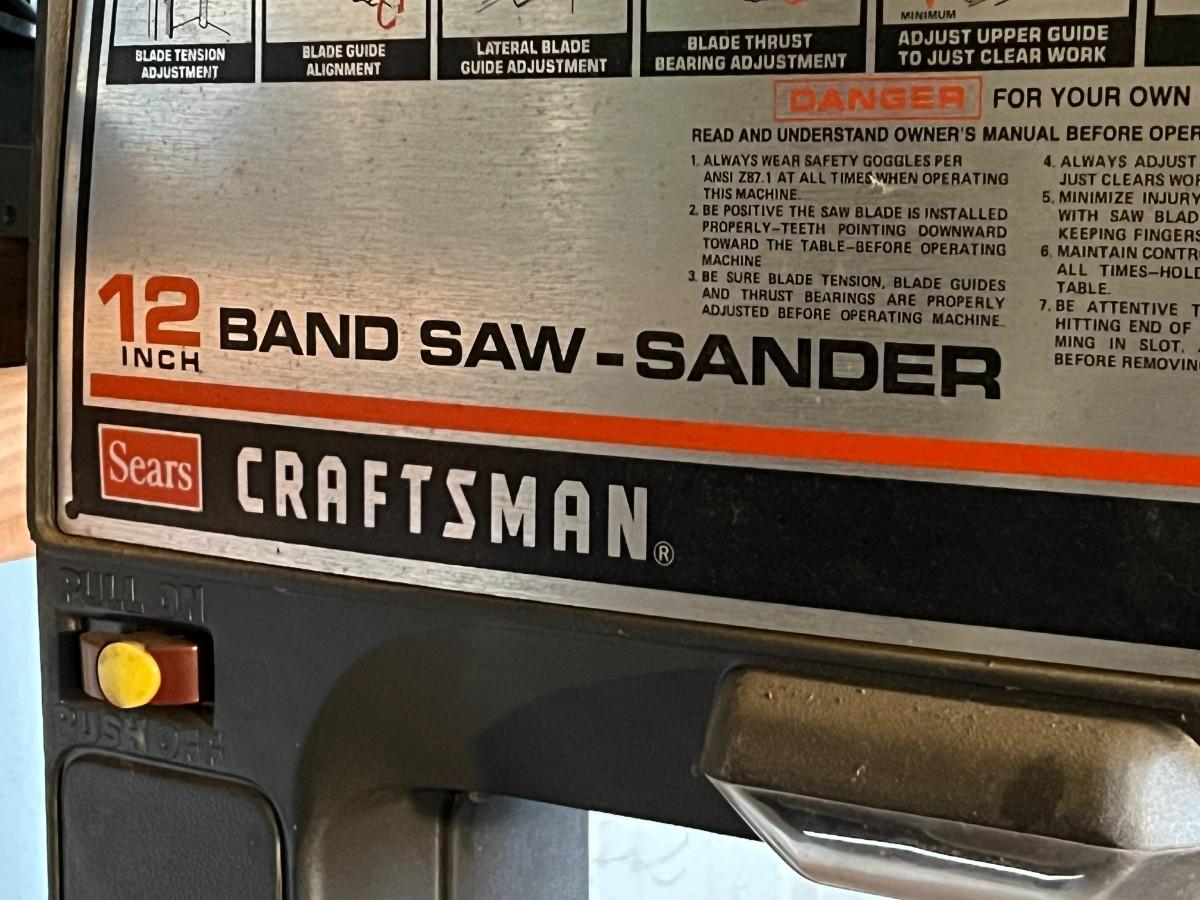 BLADE TENSION
ADJUSTMENT
BLADE GUIDE
ALIGNMENT
LATERAL BLADE
GUIDE ADJUSTMENT
BLADE THRUST
BEARING ADJUSTMENT
MINIMUM
ADJUST UPPER GUIDE
TO JUST CLEAR WORK
DANGER FOR YOUR OWN
READ AND UNDERSTAND OWNER'S MANUAL BEFORE OPER
1. ALWAYS WEAR SAFETY GOGGLES PER
ANSI Z87.1 AT ALL TIMES WHEN OPERATING
THIS MACHINE.
2. BE POSITIVE THE SAW BLADE IS INSTALLED
PROPERLY–TEETH POINTING DOWNWARD
TOWARD THE TABLE–BEFORE OPERATING
MACHINE
3. BE SURE BLADE TENSION, BLADE GUIDES
AND THRUST BEARINGS ARE PROPERLY
ADJUSTED BEFORE OPERATING MACHINE.
4. ALWAYS ADJUST
JUST CLEARS WOR
5. MINIMIZE INJURY
WITH SAW BLAD
KEEPING FINGERS
6. MAINTAIN CONTRO
ALL TIMES–HOLD
TABLE.
7. BE ATTENTIVE T
HITTING END OF
MING IN SLOT.
BEFORE REMOVING
12
INCH
BAND SAW-SANDER
Sears
CRAFTSMAN®
PULL ON
PUSH OFF